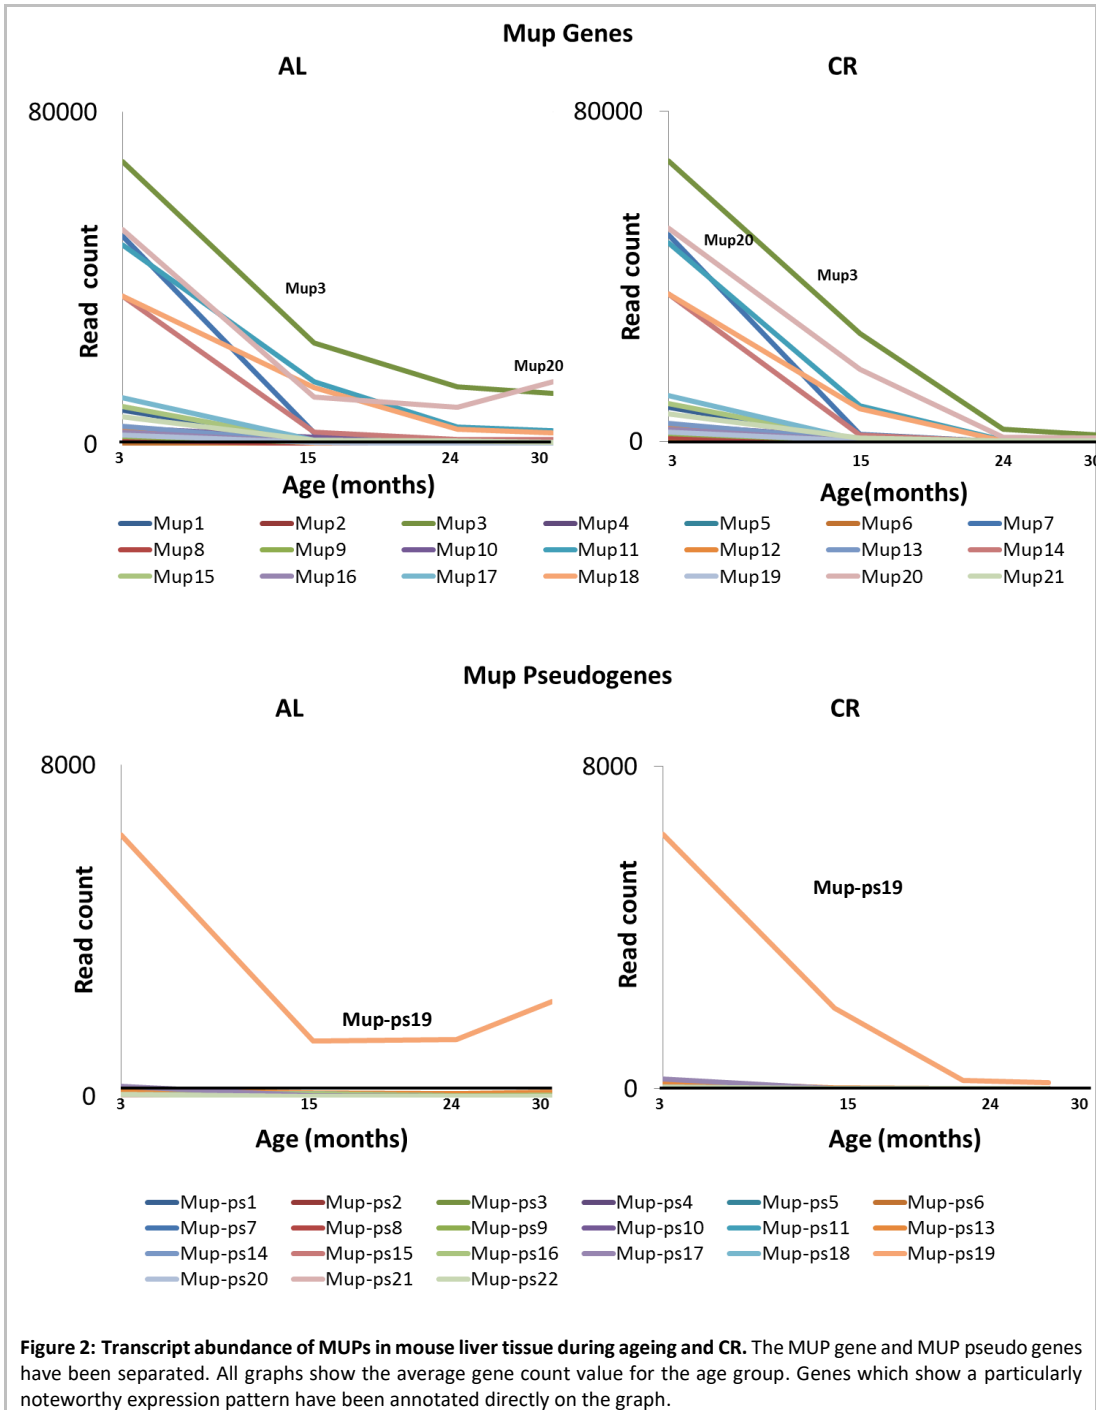 Mup Genes
AL
CR
80000
Read count
0
Mup3
Mup20
3 15 24 30
Age (months)
80000
Read count
0
Mup20
Mup3
3 15 24 30
Age(months)
Mup1 Mup2 Mup3 Mup4 Mup5 Mup6 Mup7
Mup8 Mup9 Mup10 Mup11 Mup12 Mup13 Mup14
Mup15 Mup16 Mup17 Mup18 Mup19 Mup20 Mup21
Mup Pseudogenes
AL
CR
8000
Read count
0
Mup-ps19
3 15 24 30
Age (months)
8000
Read count
0
Mup-ps19
3 15 24 30
Age (months)
Mup-ps1 Mup-ps2 Mup-ps3 Mup-ps4 Mup-ps5 Mup-ps6
Mup-ps7 Mup-ps8 Mup-ps9 Mup-ps10 Mup-ps11 Mup-ps13
Mup-ps14 Mup-ps15 Mup-ps16 Mup-ps17 Mup-ps18 Mup-ps19
Mup-ps20 Mup-ps21 Mup-ps22
Figure 2: Transcript abundance of MUPs in mouse liver tissue during ageing and CR. The MUP gene and MUP pseudo genes
have been separated. All graphs show the average gene count value for the age group. Genes which show a particularly
noteworthy expression pattern have been annotated directly on the graph.